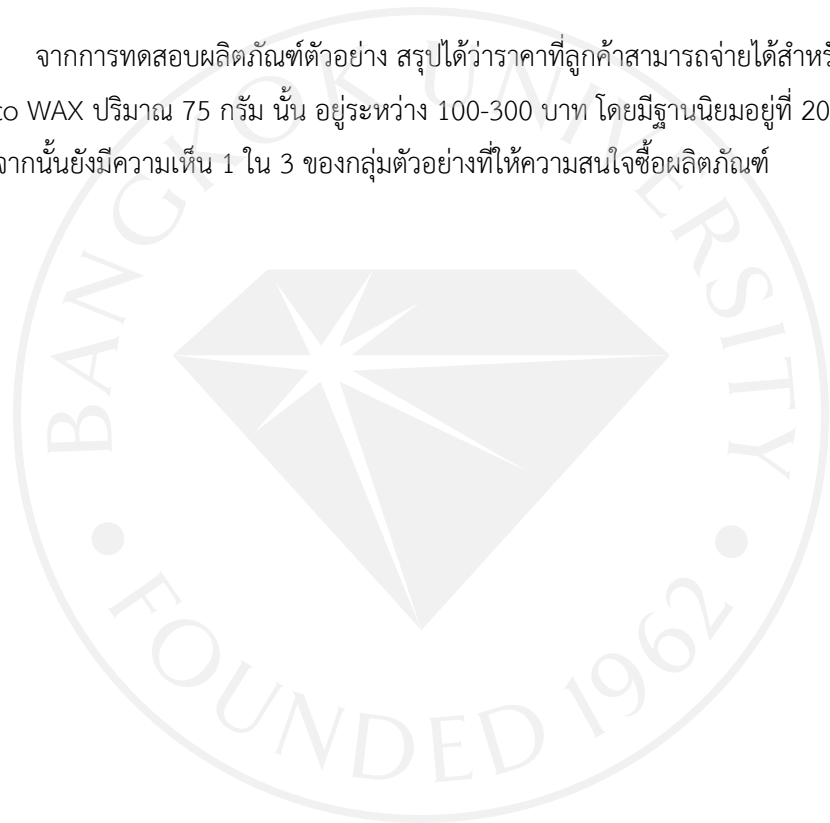 จากการทดสอบผลิตภัณฑ์ตัวอย่าง สรุปได้ว่าราคาที่ลูกค้าสามารถจ่ายได้
WAX ปริมาณ 75 กรัม นั้น อยู่ระหว่าง 100-300 บาท โดยมีฐานนิยมอยู่ที่
จากนั้นยังมีความเห็น 1 ใน 3 ของกลุ่มตัวอย่างที่ให้ความสนใจซื้อผลิตภัณฑ์
BANGKOK UNIVERSITY
FOUNDED 1962